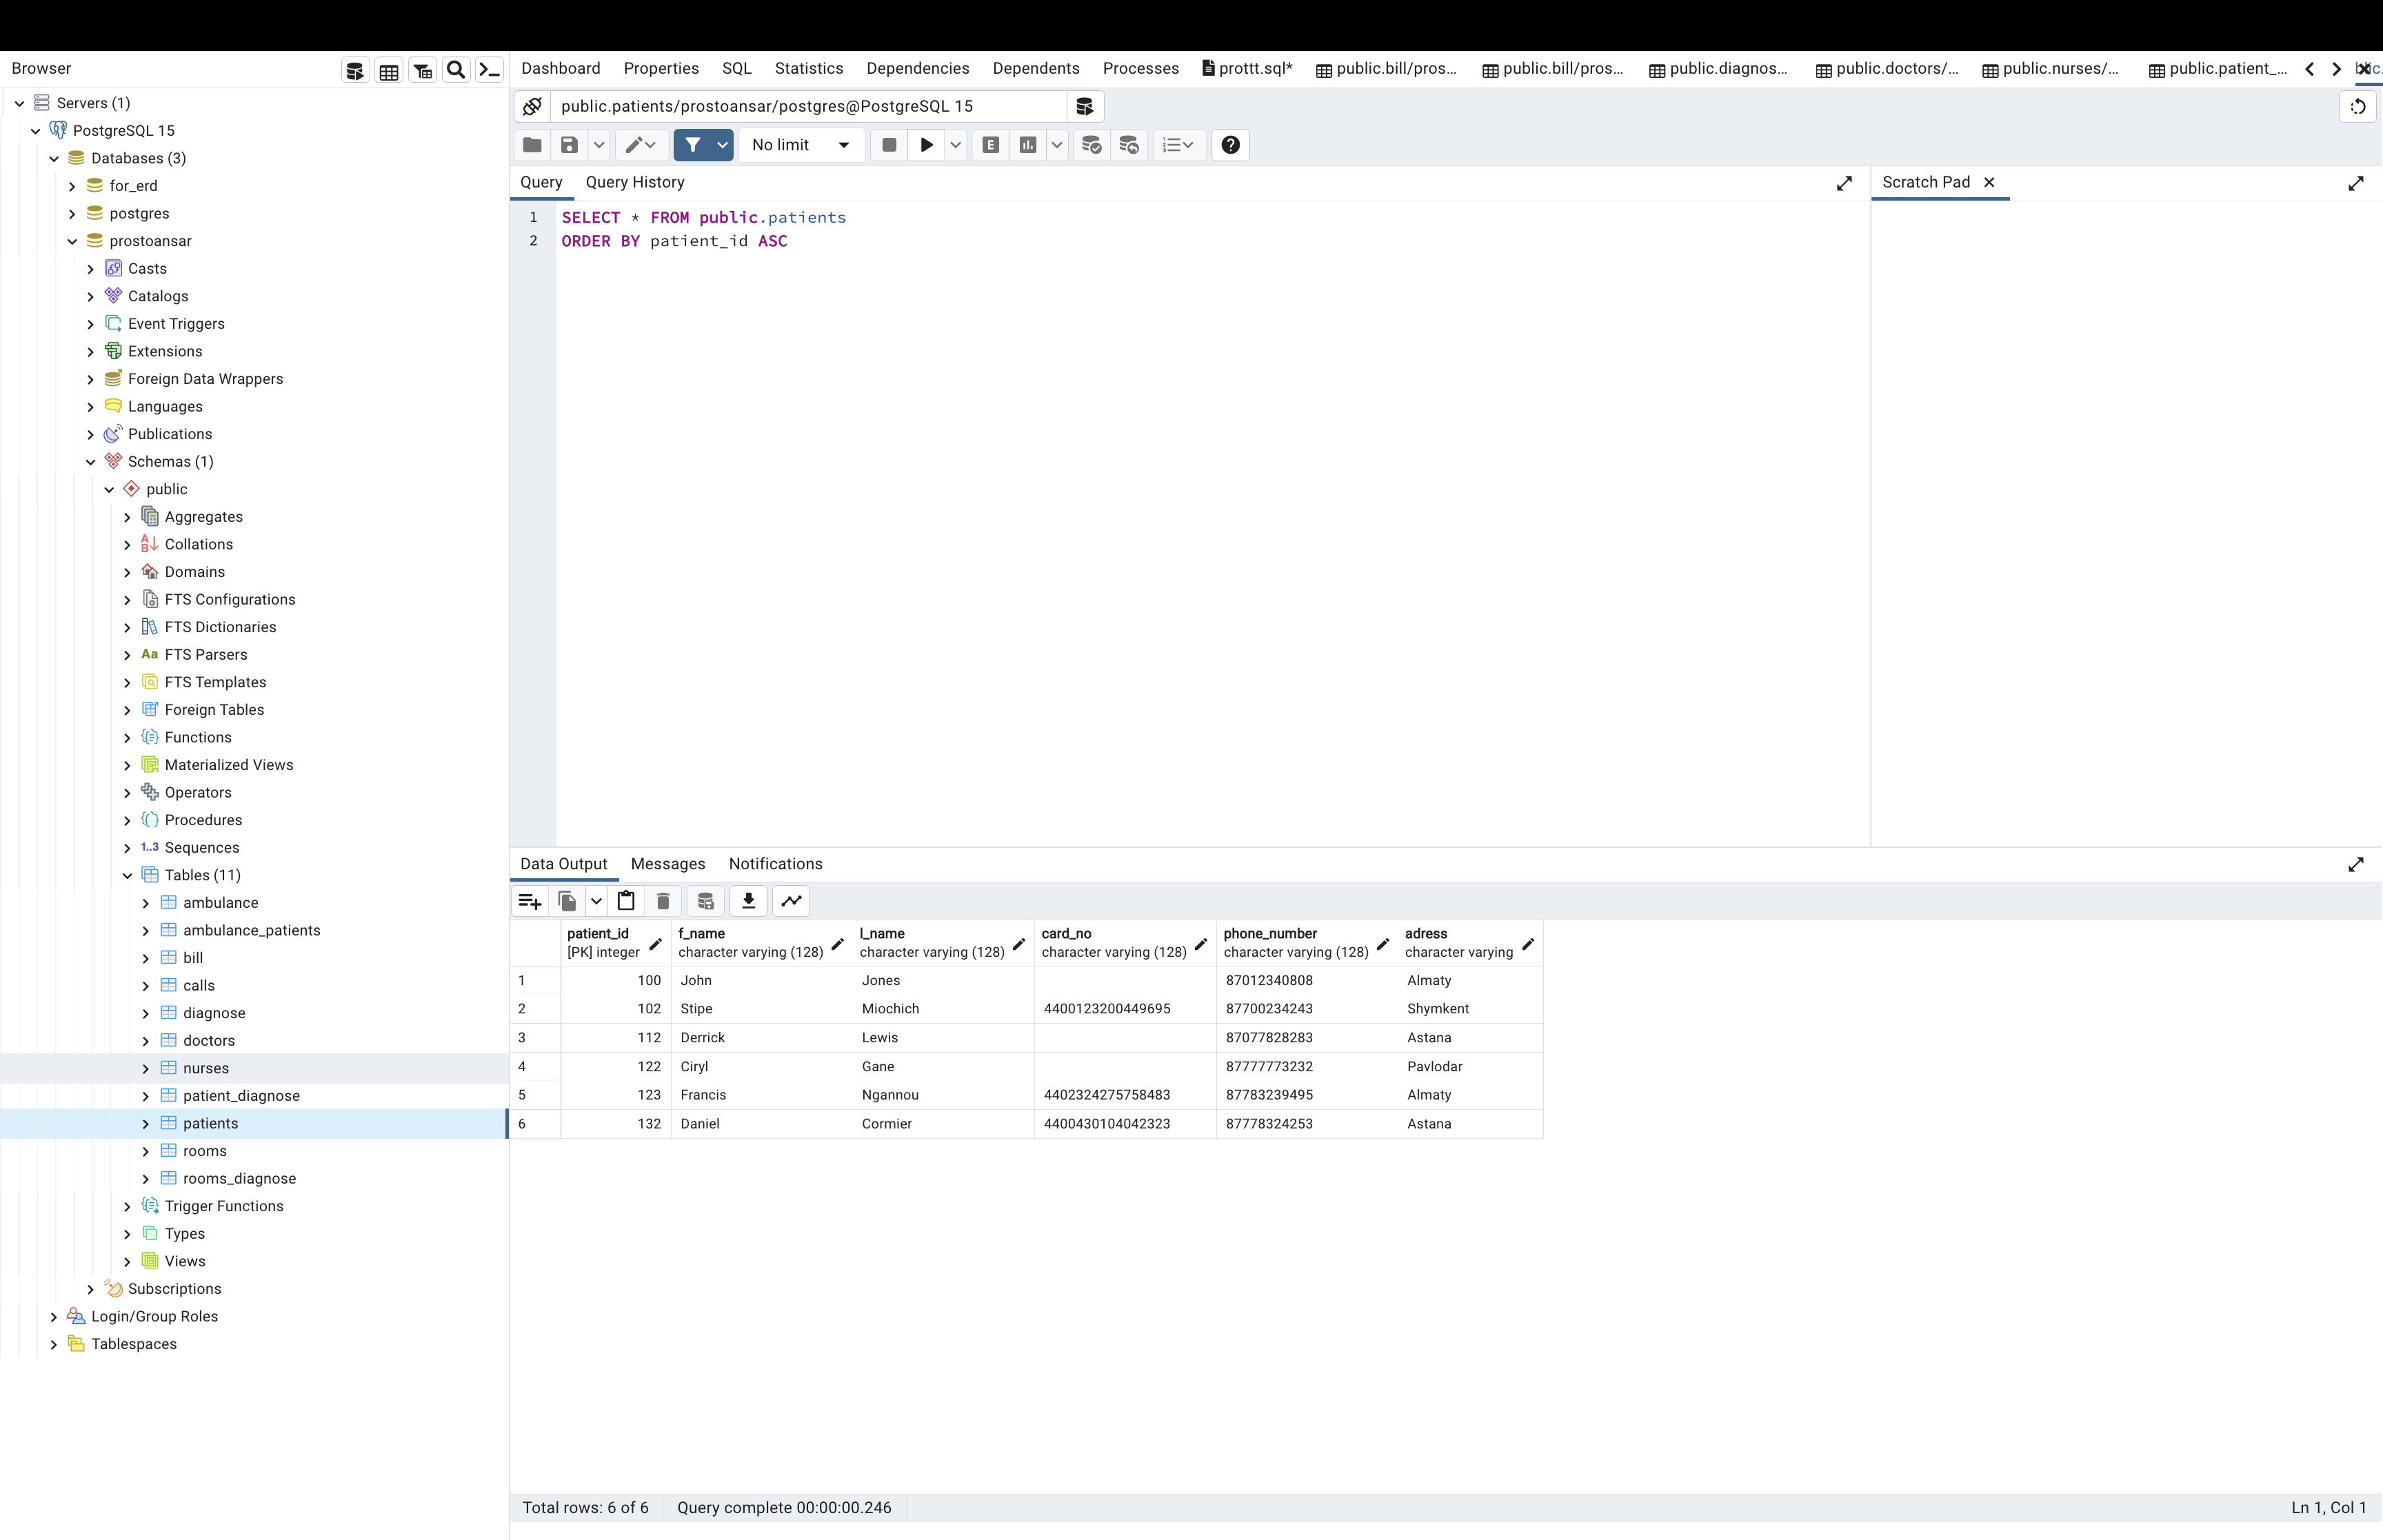 Browser
Servers (1)
PostgreSQL 15
Databases (3)
for_erd
postgres
prostoansar
Casts
Catalogs
Event Triggers
Extensions
Foreign Data Wrappers
Languages
Publications
Schemas (1)
public
Aggregates
Collations
Domains
FTS Configurations
FTS Dictionaries
Aa FTS Parsers
FTS Templates
Foreign Tables
Functions
Materialized Views
Operators
Procedures
1..3 Sequences
Tables (11)
ambulance
ambulance_patients
bill
calls
diagnose
doctors
nurses
patient_diagnose
patients
rooms
rooms_diagnose
Trigger Functions
Types
Views
Subscriptions
Login/Group Roles
Tablespaces
Dashboard Properties SQL Statistics Dependencies Dependents Processes prottt.sql* public.bill/pros... public.bill/pros... public.diagnos... public.doctors/... public.nurses/... public.patient_...
public.patients/prostoansar/postgres@PostgreSQL 15
No limit E
Query Query History
Scratch Pad
1 SELECT * FROM public.patients
2 ORDER BY patient_id ASC
Data Output Messages Notifications
patient_id f_name l_name card_no phone_number adress
[PK] integer character varying (128) character varying (128) character varying (128) character varying (128) character varying
1 100 John Jones 87012340808 Almaty
2 102 Stipe Miochich 4400123200449695 87700234243 Shymkent
3 112 Derrick Lewis 87077828283 Astana
4 122 Ciryl Gane 87777773232 Pavlodar
5 123 Francis Ngannou 4402324275758483 87783239495 Almaty
6 132 Daniel Cormier 4400430104042323 87778324253 Astana
Total rows: 6 of 6 Query complete 00:00:00.246 Ln 1, Col 1